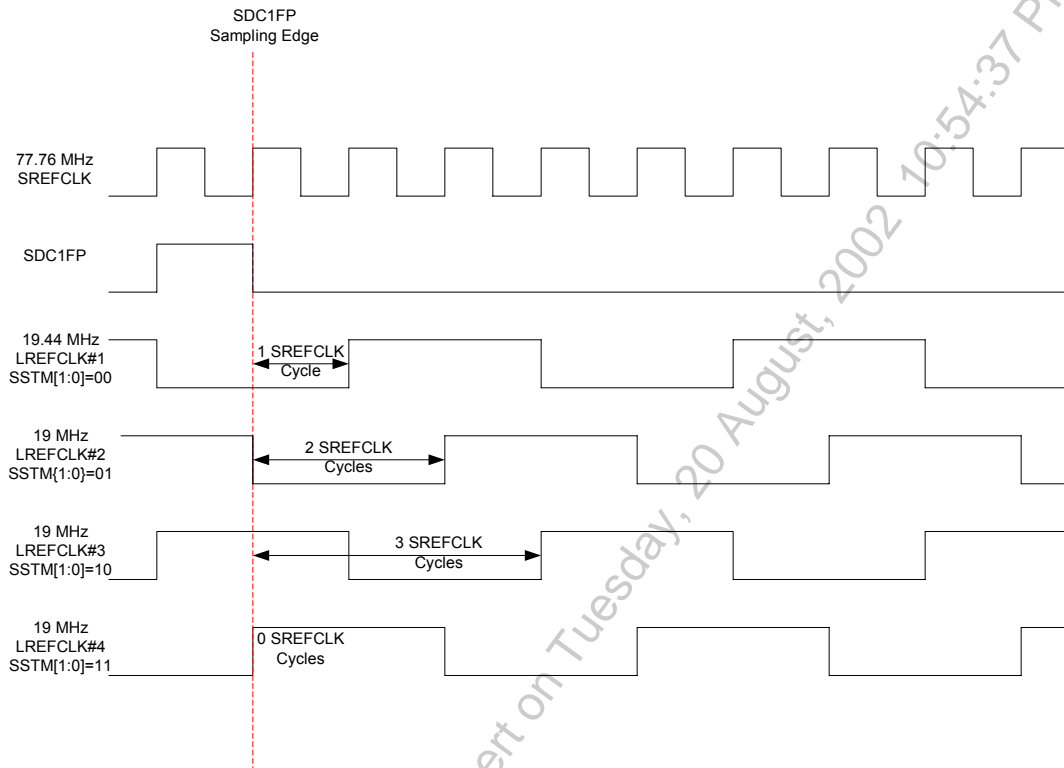 SDC1FP
Sampling Edge
77.76 MHz
SREFCLK
SDC1FP
19.44 MHz
LREFCLK#1
SSTM[1:0]=00
1 SREFCLK
Cycle
19 MHz
LREFCLK#2
SSTM{1:0}=01
2 SREFCLK
Cycles
19 MHz
LREFCLK#3
SSTM[1:0]=10
3 SREFCLK
Cycles
19 MHz
LREFCLK#4
SSTM[1:0]=11
0 SREFCLK
Cycles
ert on Tuesday, 20 August, 2002 10:54:37 P